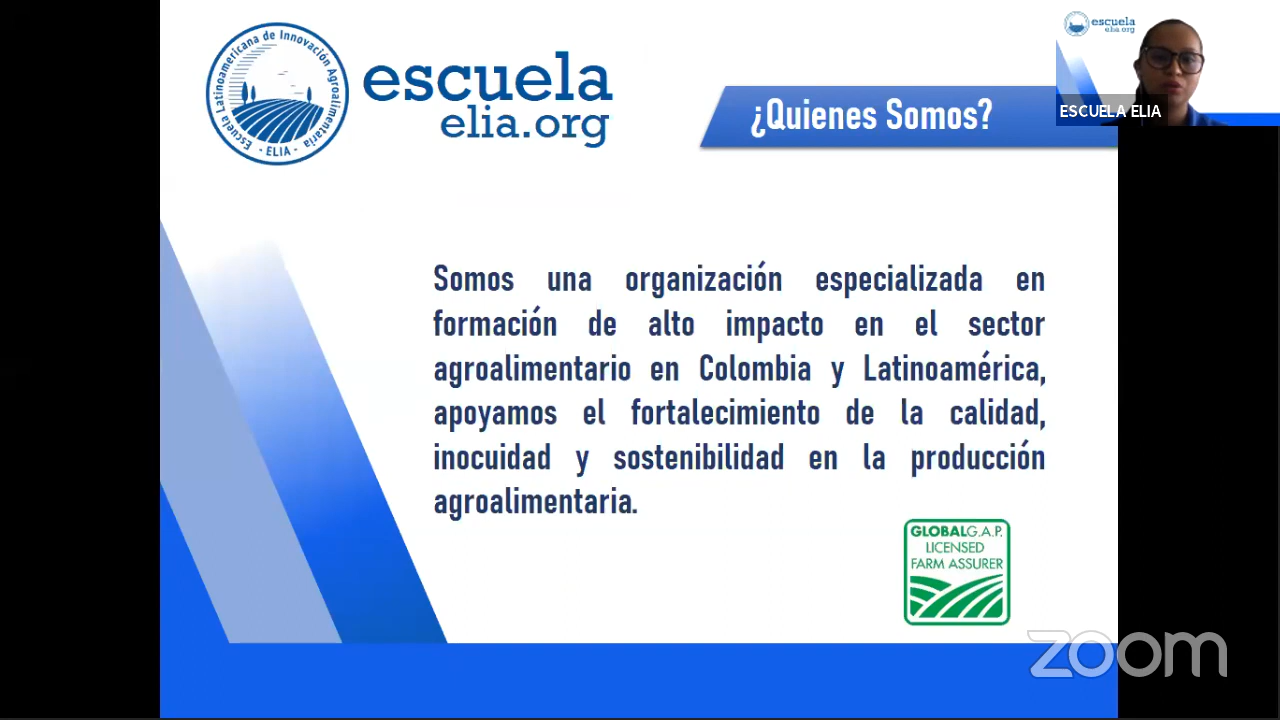 Escuela Latinoamericana de Innovación Agroalimentaria
- ELIA -
escuela
elia.org
¿Quienes Somos?
escuela
elia.org
ESCUELA ELIA
Somos una organización especializada en
formación de alto impacto en el sector
agroalimentario en Colombia y Latinoamérica,
apoyamos el fortalecimiento de la calidad,
inocuidad y sostenibilidad en la producción
agroalimentaria.
GLOBALG.A.P.
LICENSED
FARM ASSURER
zoom